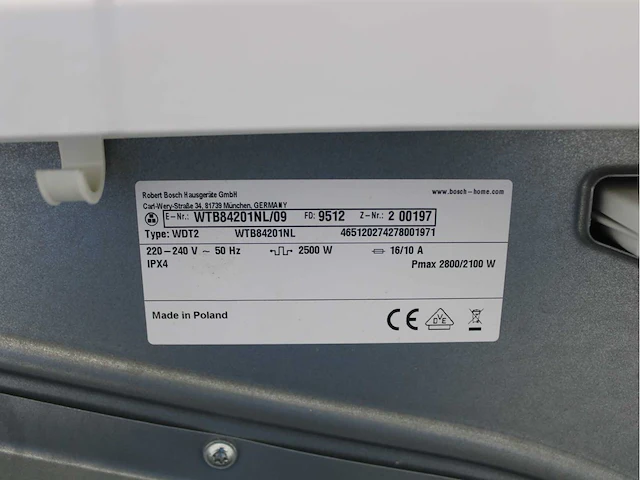 Robert Bosch Hausgeräte GmbH www.bosch-home.com
Carl-Wery-Straße 34, 81739 München, GERMANY
E-Nr.: WTB84201NL/09 FD: 9512 Z-Nr.: 2 00197
Type: WDT2 WTB84201NL 465120274278001971
220-240 V ~ 50 Hz 2500 W 16/10 A
IPX4 Pmax 2800/2100 W
Made in Poland CE DVE